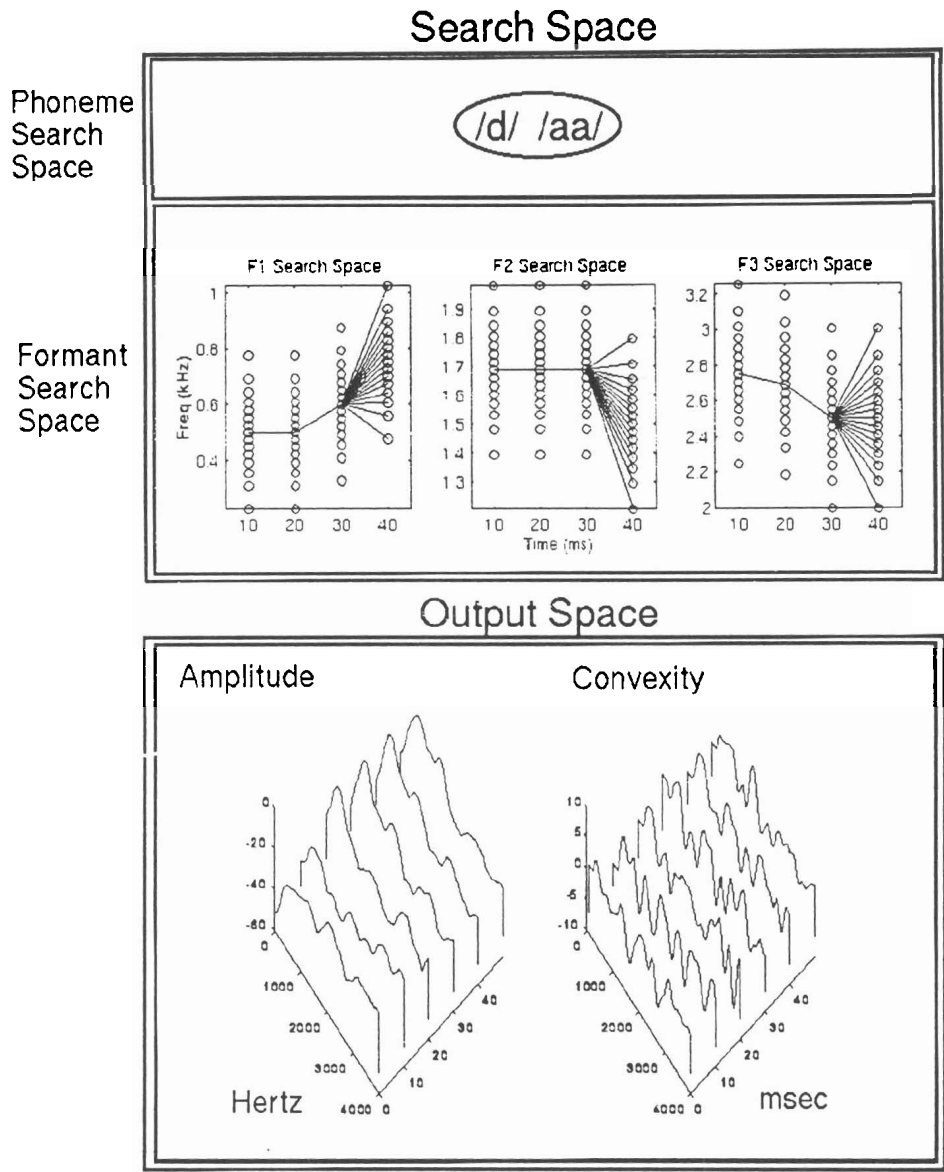 Search Space
Phoneme
Search
Space
/d/ /aa/
Formant
Search
Space
F1 Search Space
F2 Search Space
F3 Search Space
Freq (kHz)
1
0.8
0.6
0.4
10 20 30 40
1.9
1.8
1.7
1.6
1.5
1.4
1.3
10 20 30 40
Time (ms)
3.2
3
2.8
2.6
2.4
2.2
2
10 20 30 40
Output Space
Amplitude
Convexity
0
-20
-40
-60
0
1000
2000
3000
4000
0
10
20
30
40
Hertz
10
5
0
-5
-10
0
1000
2000
3000
4000
0
10
20
30
40
msec